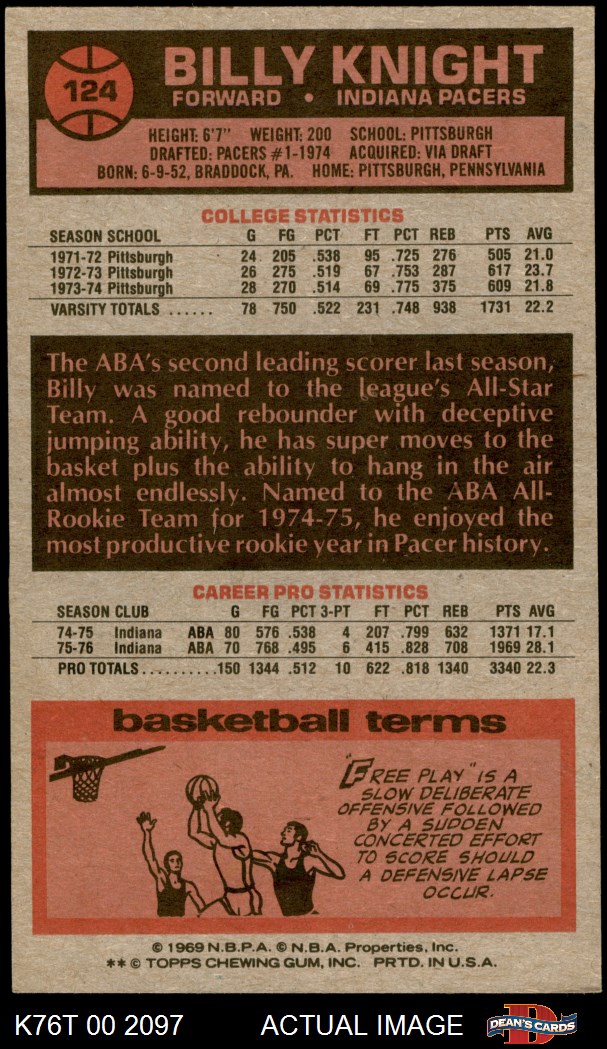 124
BILLY KNIGHT
FORWARD • INDIANA PACERS
HEIGHT: 6'7" WEIGHT: 200 SCHOOL: PITTSBURGH
DRAFTED: PACERS #1-1974 ACQUIRED: VIA DRAFT
BORN: 6-9-52, BRADDOCK, PA. HOME: PITTSBURGH, PENNSYLVANIA
COLLEGE STATISTICS
SEASON SCHOOL G FG PCT FT PCT REB PTS AVG
1971-72 Pittsburgh 24 205 .538 95 .725 276 505 21.0
1972-73 Pittsburgh 26 275 .519 67 .753 287 617 23.7
1973-74 Pittsburgh 28 270 .514 69 .775 375 609 21.8
VARSITY TOTALS ...... 78 750 .522 231 .748 938 1731 22.2
The ABA's second leading scorer last season,
Billy was named to the league's All-Star
Team. A good rebounder with deceptive
jumping ability, he has super moves to the
basket plus the ability to hang in the air
almost endlessly. Named to the ABA All-
Rookie Team for 1974-75, he enjoyed the
most productive rookie year in Pacer history.
CAREER PRO STATISTICS
SEASON CLUB G FG PCT 3-PT FT PCT REB PTS AVG
74-75 Indiana ABA 80 576 .538 4 207 .799 632 1371 17.1
75-76 Indiana ABA 70 768 .495 6 415 .828 708 1969 28.1
PRO TOTALS..........150 1344 .512 10 622 .818 1340 3340 22.3
basketball terms
"FREE PLAY" IS A
SLOW DELIBERATE
OFFENSIVE FOLLOWED
BY A SUDDEN
CONCERTED EFFORT
TO SCORE SHOULD
A DEFENSIVE LAPSE
OCCUR.
© 1969 N.B.P.A. © N.B.A. Properties, Inc.
** © TOPPS CHEWING GUM, INC. PRTD. IN U.S.A.
K76T 00 2097 ACTUAL IMAGE
D
DEAN'S CARDS